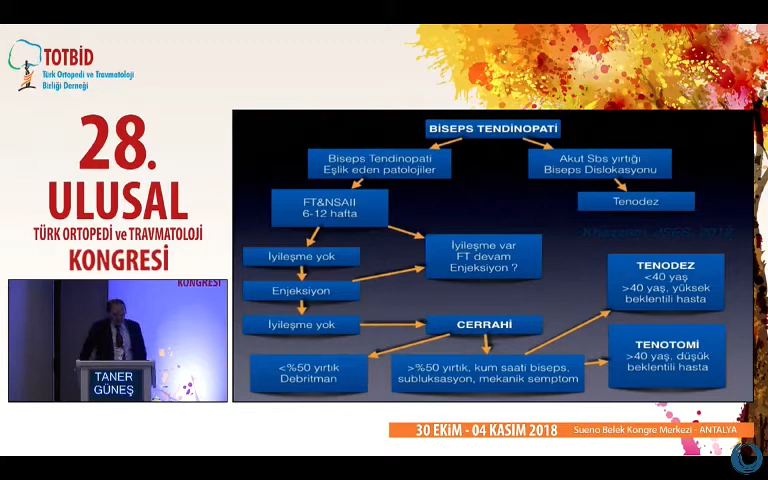 TOTBİD
Türk Ortopedi ve Travmatoloji
Birliği Derneği
28.
ULUSAL
TÜRK ORTOPEDİ ve TRAVMATOLOJİ
KONGRESİ
KONGRESİ
TANER
GÜNEŞ
BİSEPS TENDİNOPATİ
Biseps Tendinopati
Eşlik eden patolojiler
Akut Sbs yırtığı
Biseps Dislokasyonu
Tenodez
FT&NSAII
6-12 hafta
İyileşme yok
İyileşme var
FT devam
Enjeksiyon ?
Enjeksiyon
İyileşme yok
CERRAHİ
TENODEZ
<40 yaş
>40 yaş, yüksek
beklentili hasta
TENOTOMİ
>40 yaş, düşük
beklentili hasta
<%50 yırtık
Debritman
>%50 yırtık, kum saati biseps,
subluksasyon, mekanik semptom
30 EKİM - 04 KASIM 2018
Sueno Belek Kongre Merkezi - ANTALYA